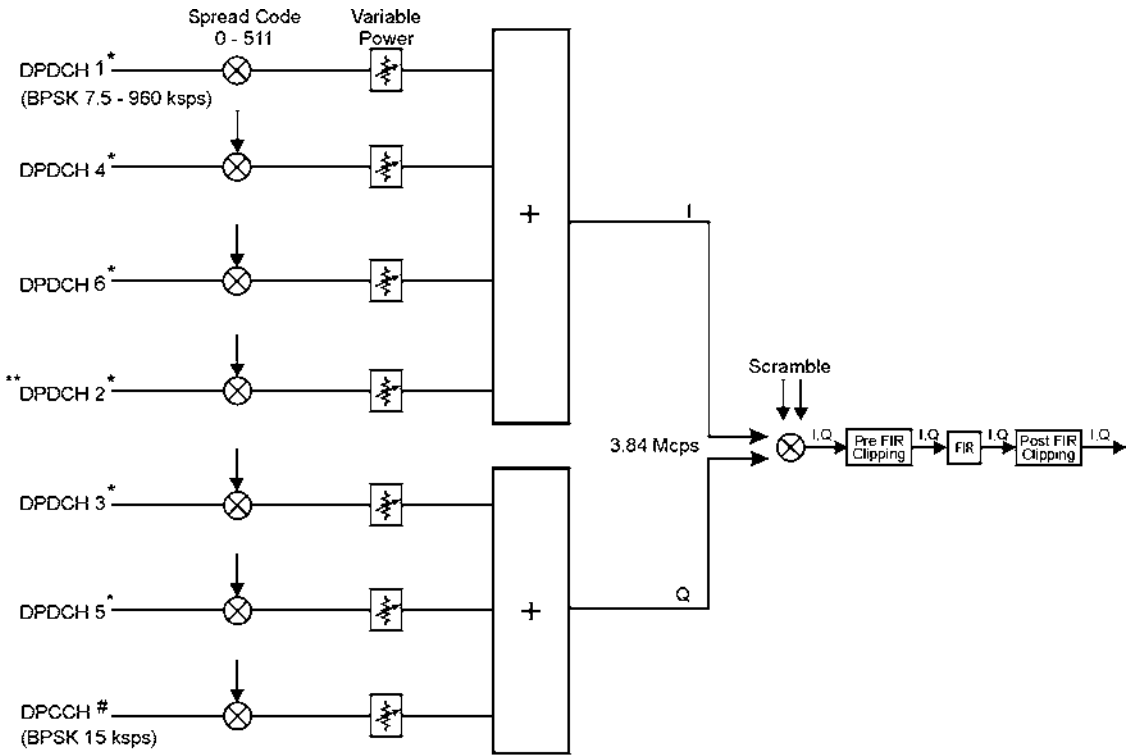 Spread Code
0 - 511
Variable
Power
DPDCH 1*
(BPSK 7.5 - 960 ksps)
DPDCH 4*
DPDCH 6*
**DPDCH 2*
+
I
Scramble
3.84 Mcps
I,Q
Pre FIR
Clipping
I,Q
FIR
I,Q
Post FIR
Clipping
I,Q
DPDCH 3*
DPDCH 5*
+
Q
DPCCH #
(BPSK 15 ksps)